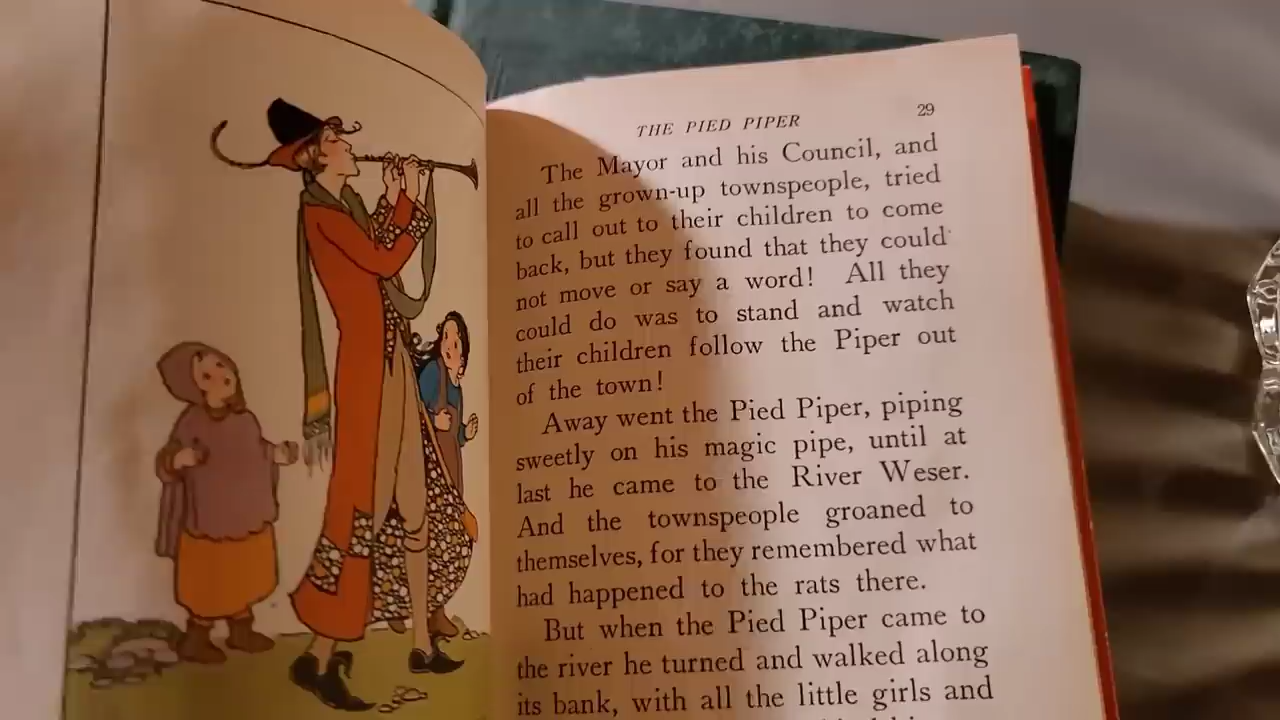 THE PIED PIPER 29
The Mayor and his Council, and
all the grown-up townspeople, tried
to call out to their children to come
back, but they found that they could
not move or say a word! All they
could do was to stand and watch
their children follow the Piper out
of the town!
Away went the Pied Piper, piping
sweetly on his magic pipe, until at
last he came to the River Weser.
And the townspeople groaned to
themselves, for they remembered what
had happened to the rats there.
But when the Pied Piper came to
the river he turned and walked along
its bank, with all the little girls and